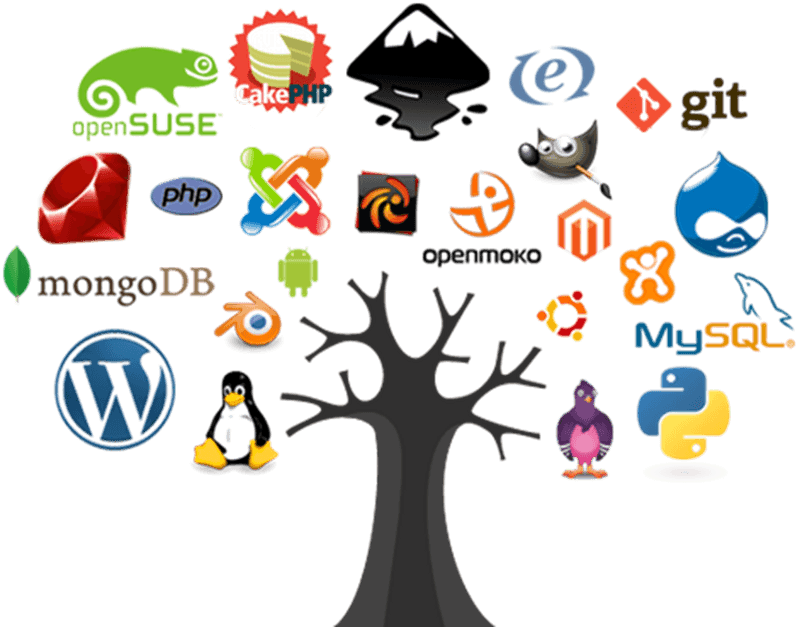 openSUSE
CakePHP
e
git
php
openmoko
mongoDB
MySQL®
W